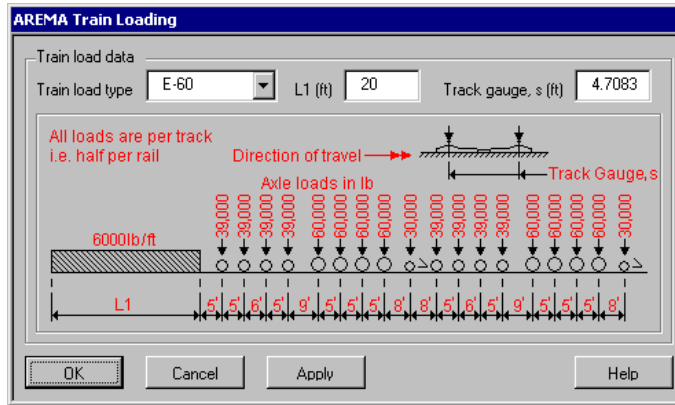 AREMA Train Loading
Train load data
Train load type E-60 L1 (ft) 20 Track gauge, s (ft) 4.7083
All loads are per track
i.e. half per rail
Direction of travel
Track Gauge, s
Axle loads in lb
39,000 39,000 39,000 39,000 60,000 60,000 60,000 60,000 30,000 39,000 39,000 39,000 39,000 60,000 60,000 60,000 60,000 30,000
6000lb/ft
L1 5' 5' 6' 5' 9' 5' 5' 5' 8' 8' 5' 6' 5' 9' 5' 5' 5' 8'
OK Cancel Apply Help